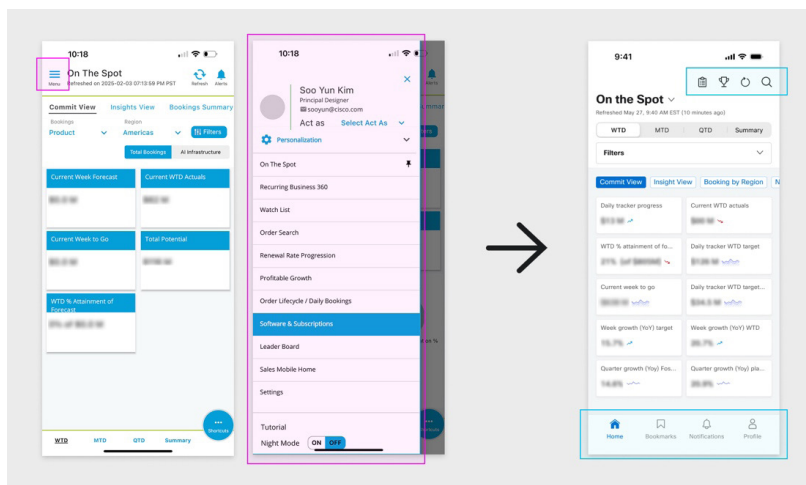 10:18
On The Spot
Menu
Refreshed on 2025-02-03 07:13:59 PM PST
Refresh
Alerts
Commit View
Insights View
Bookings Summary
Bookings
Region
Product
Americas
Filters
Total Bookings
AI Infrastructure
Current Week Forecast
Current WTD Actuals
Current Week to Go
Total Potential
WTD % Attainment of
Forecast
Shortcuts
WTD
MTD
QTD
Summary
10:18
Soo Yun Kim
Principal Designer
sooyun@cisco.com
Act as
Select Act As
Personalization
On The Spot
Recurring Business 360
Watch List
Order Search
Renewal Rate Progression
Profitable Growth
Order Lifecycle / Daily Bookings
Software & Subscriptions
Leader Board
Sales Mobile Home
Settings
Tutorial
Night Mode
ON
OFF
9:41
On the Spot
Refreshed May 27, 9:40 AM EST (10 minutes ago)
WTD
MTD
QTD
Summary
Filters
Commit View
Insight View
Booking by Region
N
Daily tracker progress
Current WTD actuals
WTD % attainment of fo...
Daily tracker WTD target
Current week to go
Daily tracker WTD target...
Week growth (YoY) target
Week growth (YoY) WTD
Quarter growth (Yoy) Fos...
Quarter growth (Yoy) pla...
Home
Bookmarks
Notifications
Profile